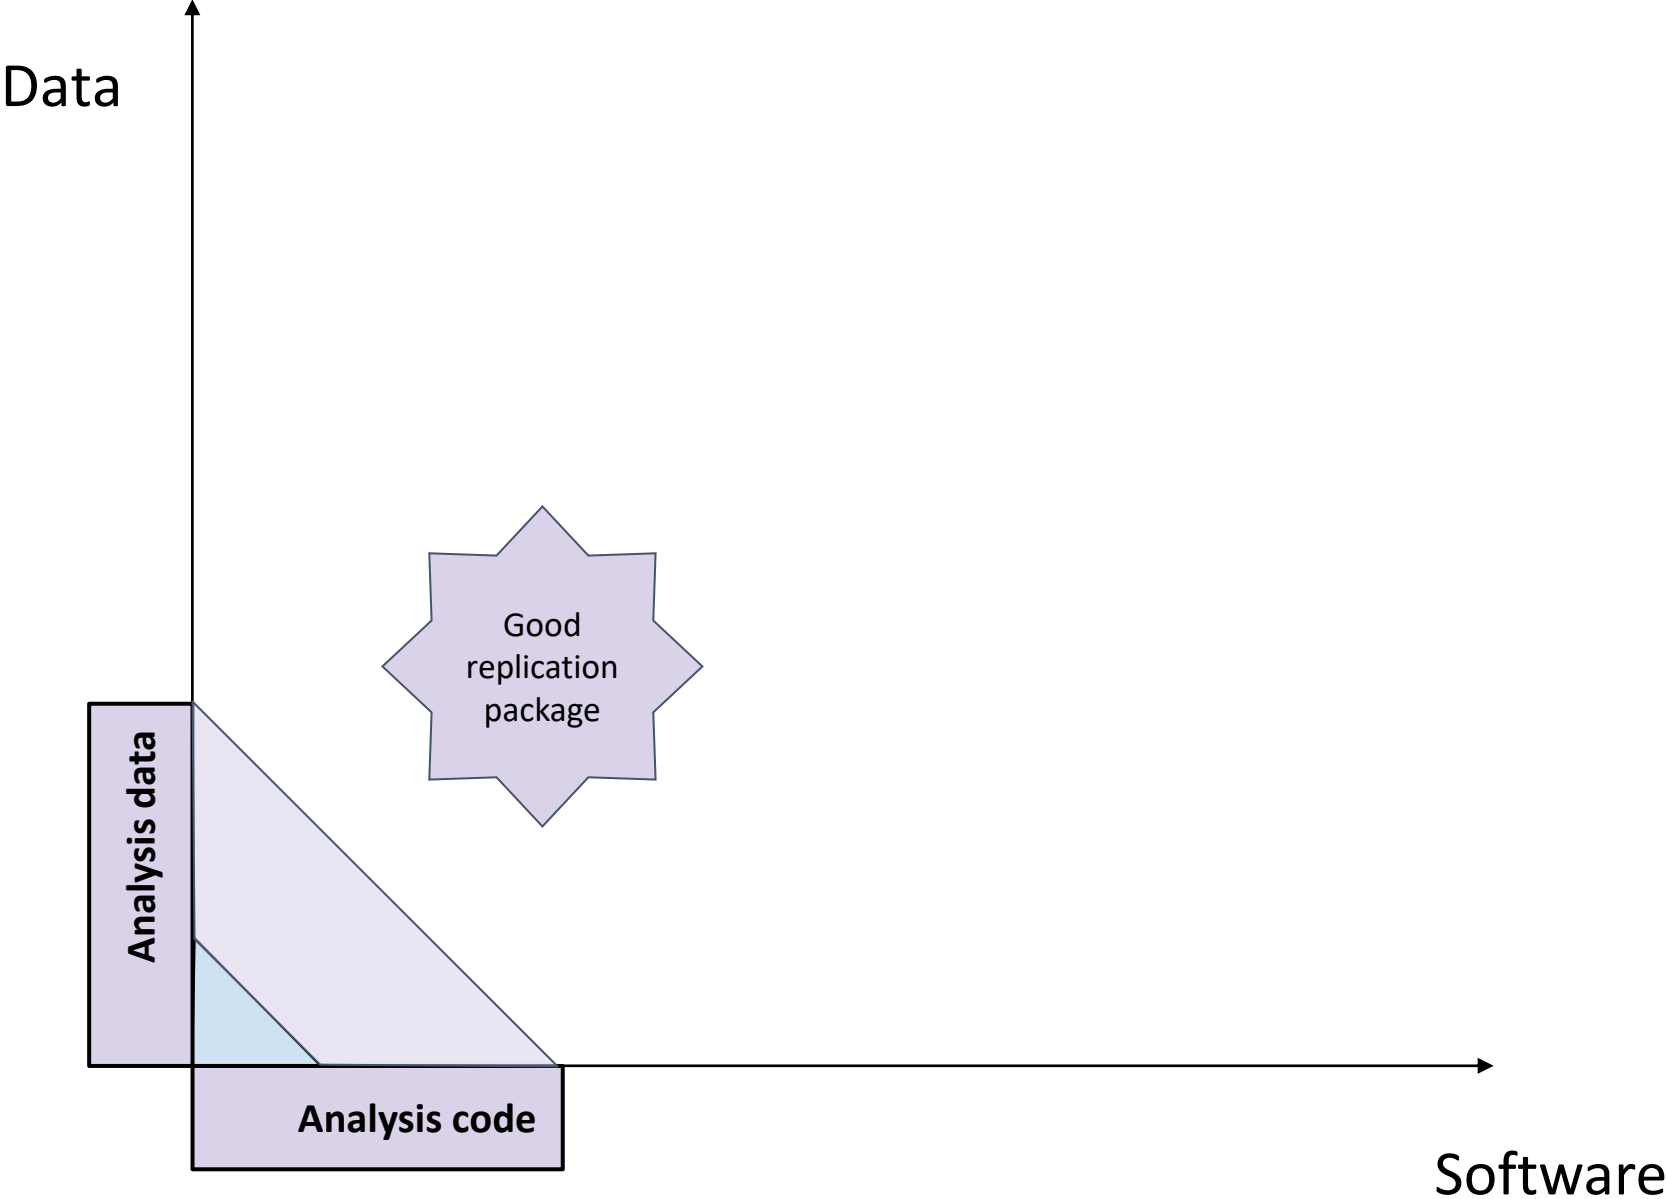 Data
Good
replication
package
Analysis data
Analysis code
Software